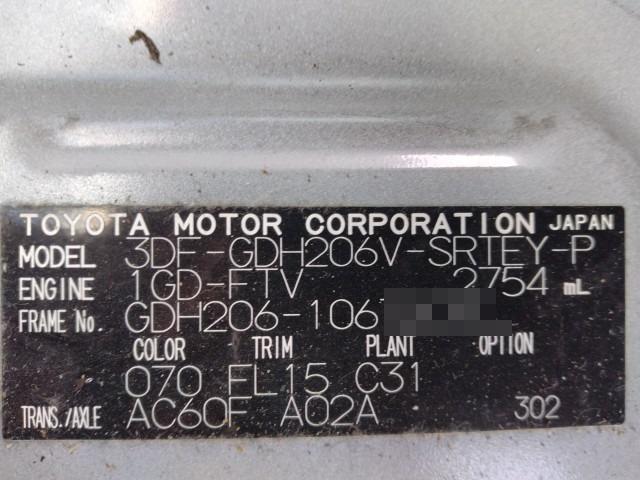 TOYOTA MOTOR CORPORATION JAPAN
MODEL 3DF-GDH206V-SRTEY-P
ENGINE 1GD-FTV 2754 mL
FRAME No. GDH206-106
COLOR TRIM PLANT OPTION
070 FL15 C31
TRANS./AXLE AC60F A02A 302